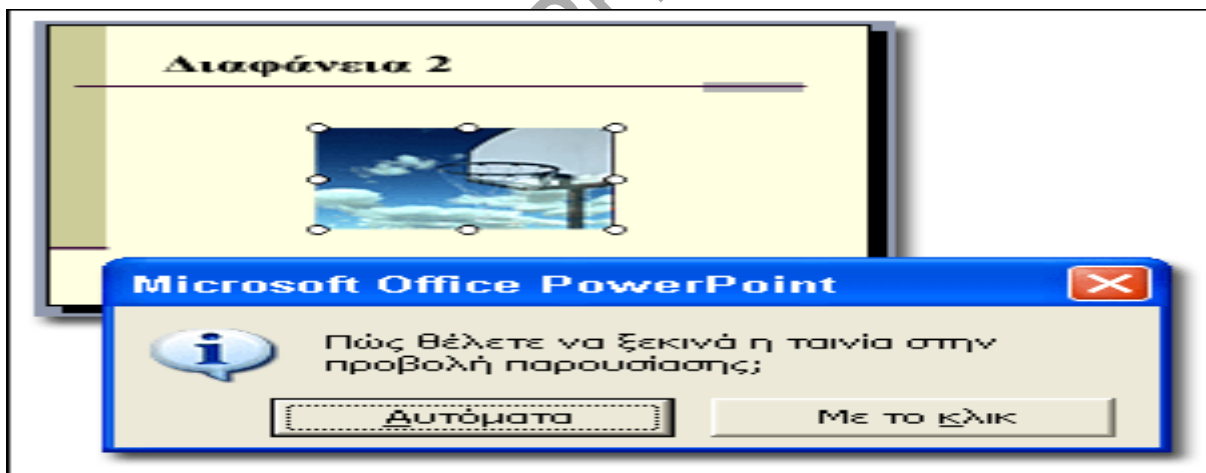 Διαφάνεια 2
Microsoft Office PowerPoint
Πώς θέλετε να ξεκινά η ταινία στην
προβολή παρουσίασης;
Αυτόματα
Με το κλικ